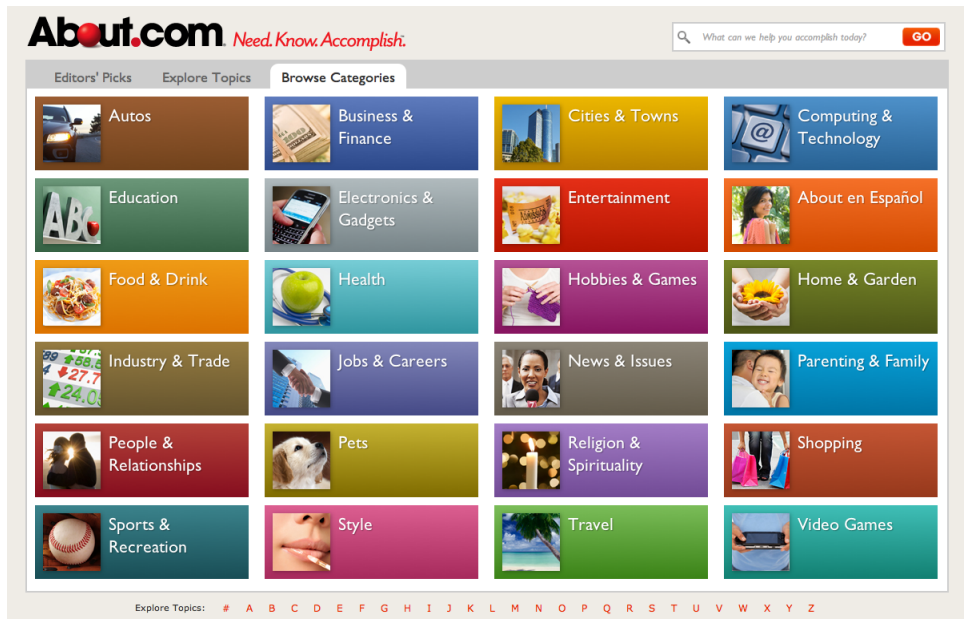 About.com Need. Know. Accomplish.
What can we help you accomplish today? GO
Editors' Picks Explore Topics Browse Categories
Autos
Business &
Finance
Cities & Towns
Computing &
Technology
Education
Electronics &
Gadgets
Entertainment
About en Español
Food & Drink
Health
Hobbies & Games
Home & Garden
Industry & Trade
Jobs & Careers
News & Issues
Parenting & Family
People &
Relationships
Pets
Religion &
Spirituality
Shopping
Sports &
Recreation
Style
Travel
Video Games
Explore Topics: # A B C D E F G H I J K L M N O P Q R S T U V W X Y Z